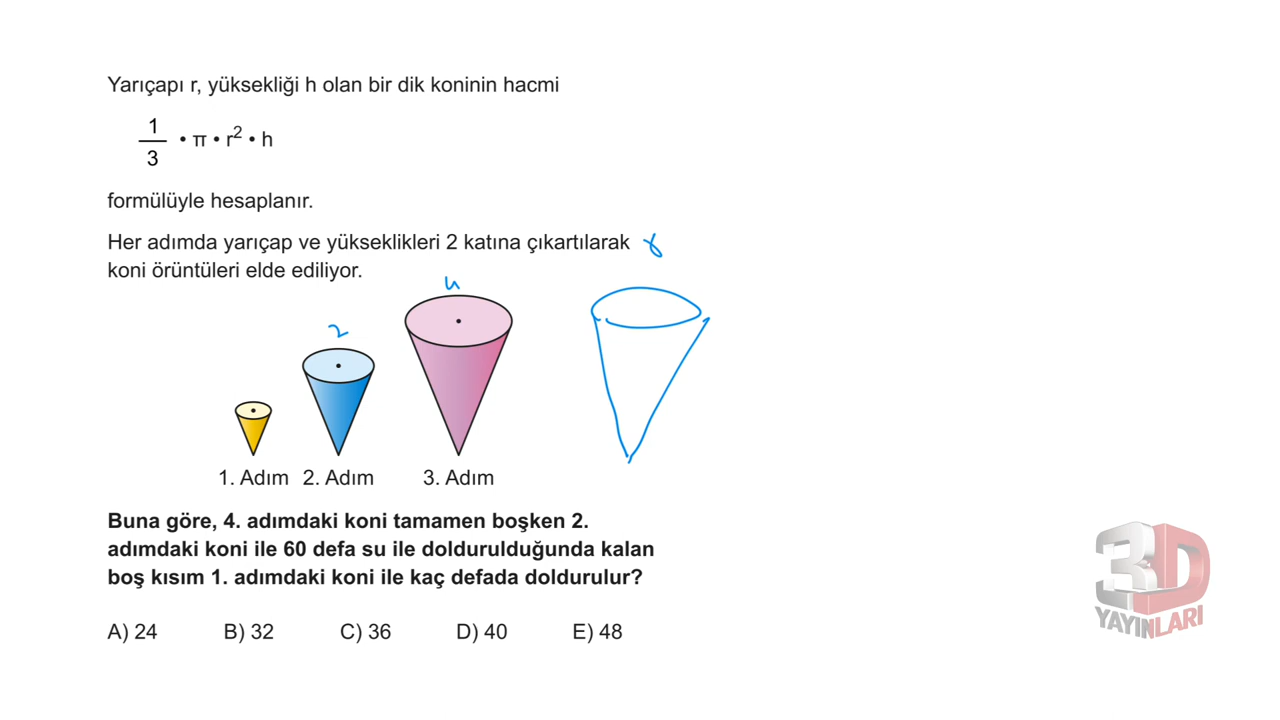 Yarıçapı r, yüksekliği h olan bir dik koninin hacmi
1/3 • π • r² • h
formülüyle hesaplanır.
Her adımda yarıçap ve yükseklikleri 2 katına çıkartılarak
koni örüntüleri elde ediliyor.
2 4 8
1. Adım 2. Adım 3. Adım
Buna göre, 4. adımdaki koni tamamen boşken 2.
adımdaki koni ile 60 defa su ile doldurulduğunda kalan
boş kısım 1. adımdaki koni ile kaç defada doldurulur?
A) 24 B) 32 C) 36 D) 40 E) 48
3D
YAYINLARI